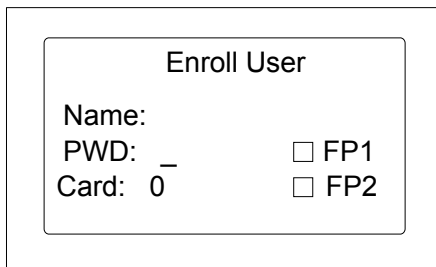 Enroll User
Name:
PWD: _ □ FP1
Card: 0 □ FP2